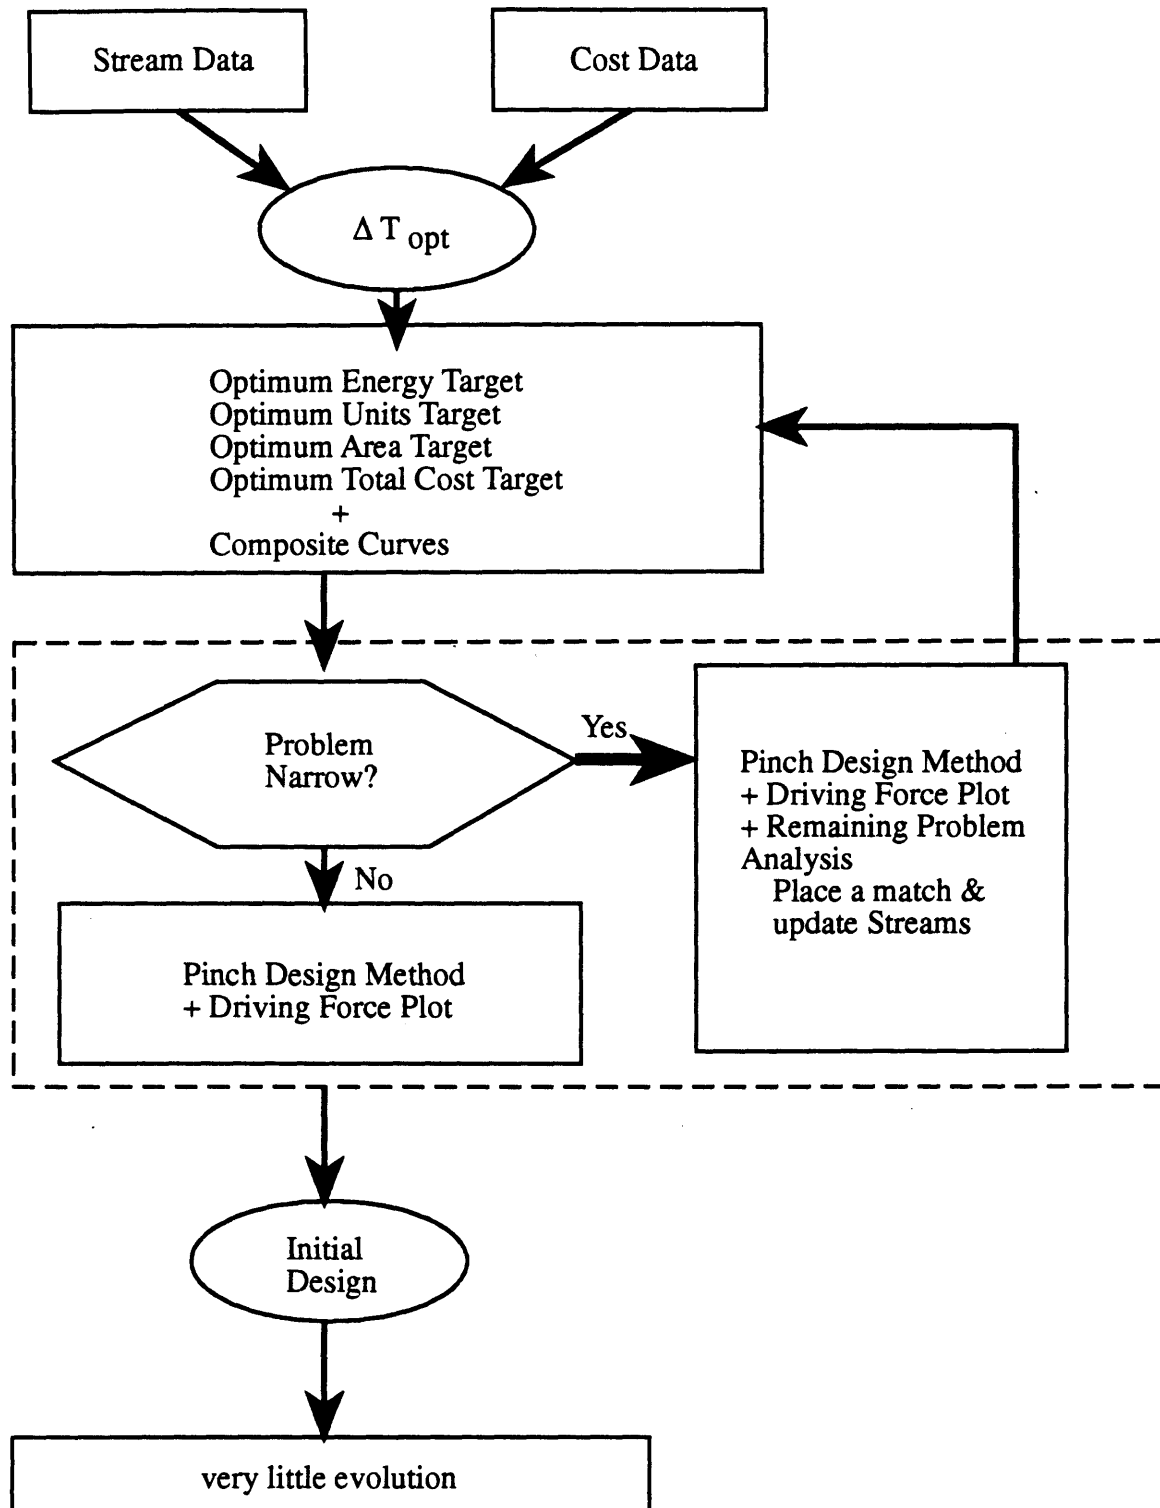 Stream Data
Cost Data
Δ T opt
Optimum Energy Target
Optimum Units Target
Optimum Area Target
Optimum Total Cost Target
+
Composite Curves
Problem
Narrow?
Yes
Pinch Design Method
+ Driving Force Plot
+ Remaining Problem
Analysis
Place a match &
update Streams
No
Pinch Design Method
+ Driving Force Plot
Initial
Design
very little evolution